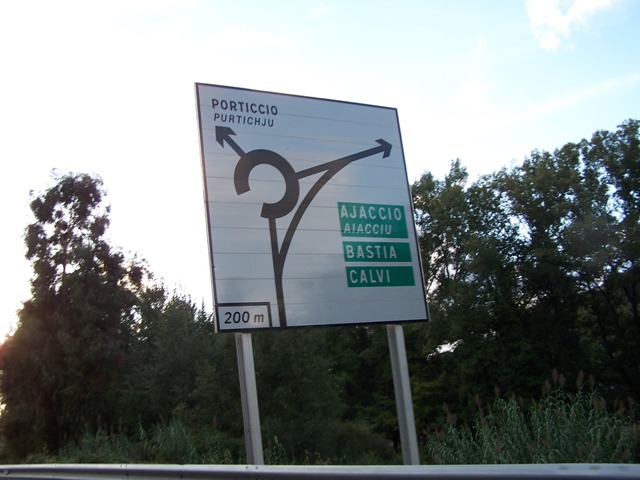 PORTICCIO
PURTICHJU
AJACCIO
AIACCIU
BASTIA
CALVI
200 m